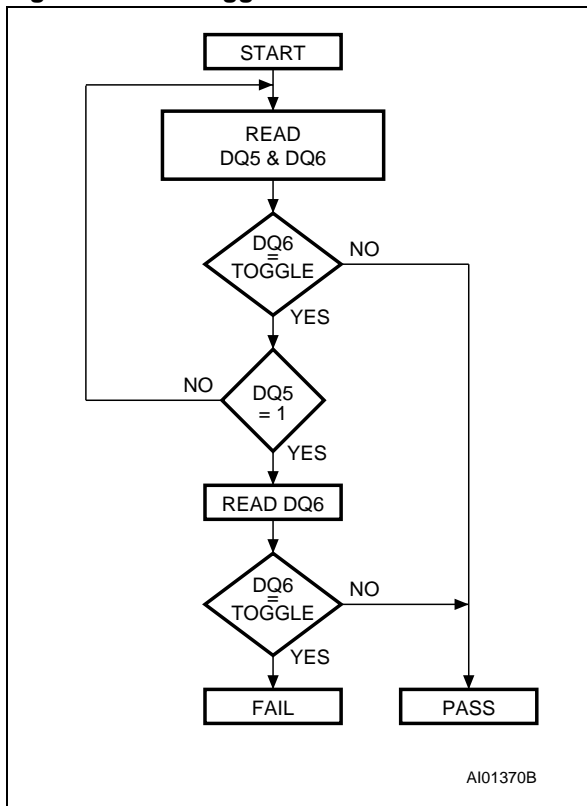 START
READ
DQ5 & DQ6
DQ6
=
TOGGLE
NO
YES
NO
DQ5
= 1
YES
READ DQ6
DQ6
=
TOGGLE
NO
YES
FAIL
PASS
AI01370B